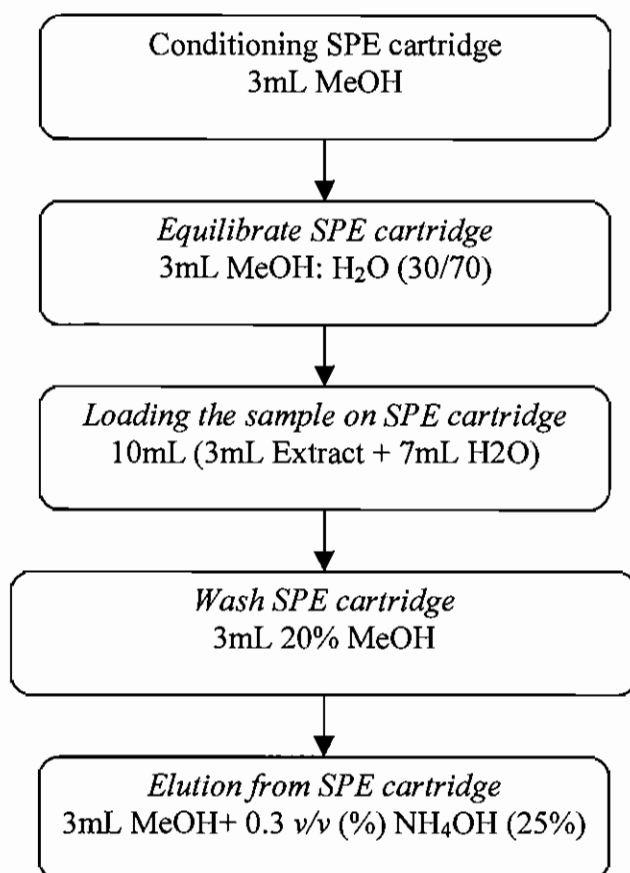 Conditioning SPE cartridge
3mL MeOH
Equilibrate SPE cartridge
3mL MeOH: H₂O (30/70)
Loading the sample on SPE cartridge
10mL (3mL Extract + 7mL H2O)
Wash SPE cartridge
3mL 20% MeOH
Elution from SPE cartridge
3mL MeOH+ 0.3 v/v (%) NH₄OH (25%)